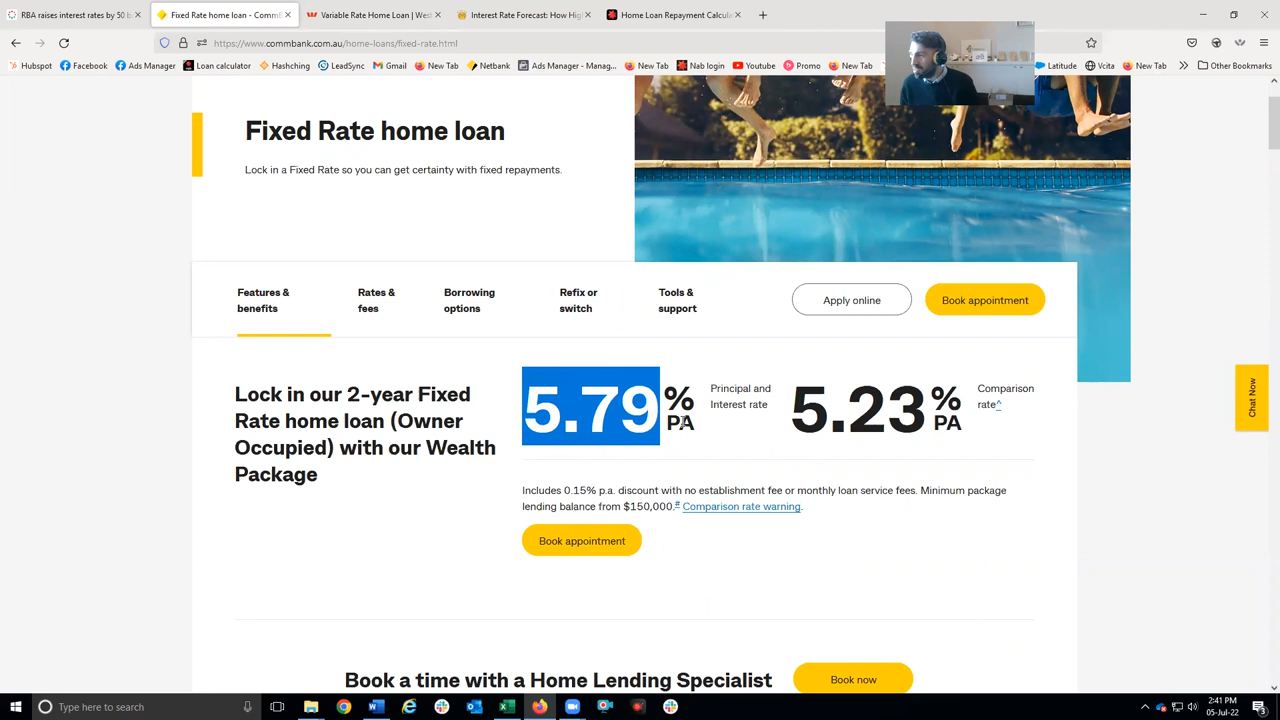 RBA raises interest rates by 50 b
Fixed Rate home loan - CommB
Variable Rate Home Loan | West
Interest Rate Forecast: How Hig
Home Loan Repayment Calcula
https://www.commbank.com.au/home-loans/fixed-rate.html
Hubspot Facebook Ads Manager Loan calculator Hatching LeadSync Gmail New Tab Netbank Ads Manager - Manag... New Tab Nab login Youtube Promo New Tab Latitude Vcita New Tab Other Bookmarks
Fixed Rate home loan
Lock in a Fixed Rate so you can get certainty with fixed repayments.
Features & benefits
Rates & fees
Borrowing options
Refix or switch
Tools & support
Apply online
Book appointment
Lock in our 2-year Fixed
Rate home loan (Owner
Occupied) with our Wealth
Package
5.79% PA
Principal and
Interest rate
5.23% PA
Comparison
rate^
Includes 0.15% p.a. discount with no establishment fee or monthly loan service fees. Minimum package
lending balance from $150,000.# Comparison rate warning.
Book appointment
Chat Now
Book a time with a Home Lending Specialist
Book now
Type here to search
2:41 PM
05-Jul-22